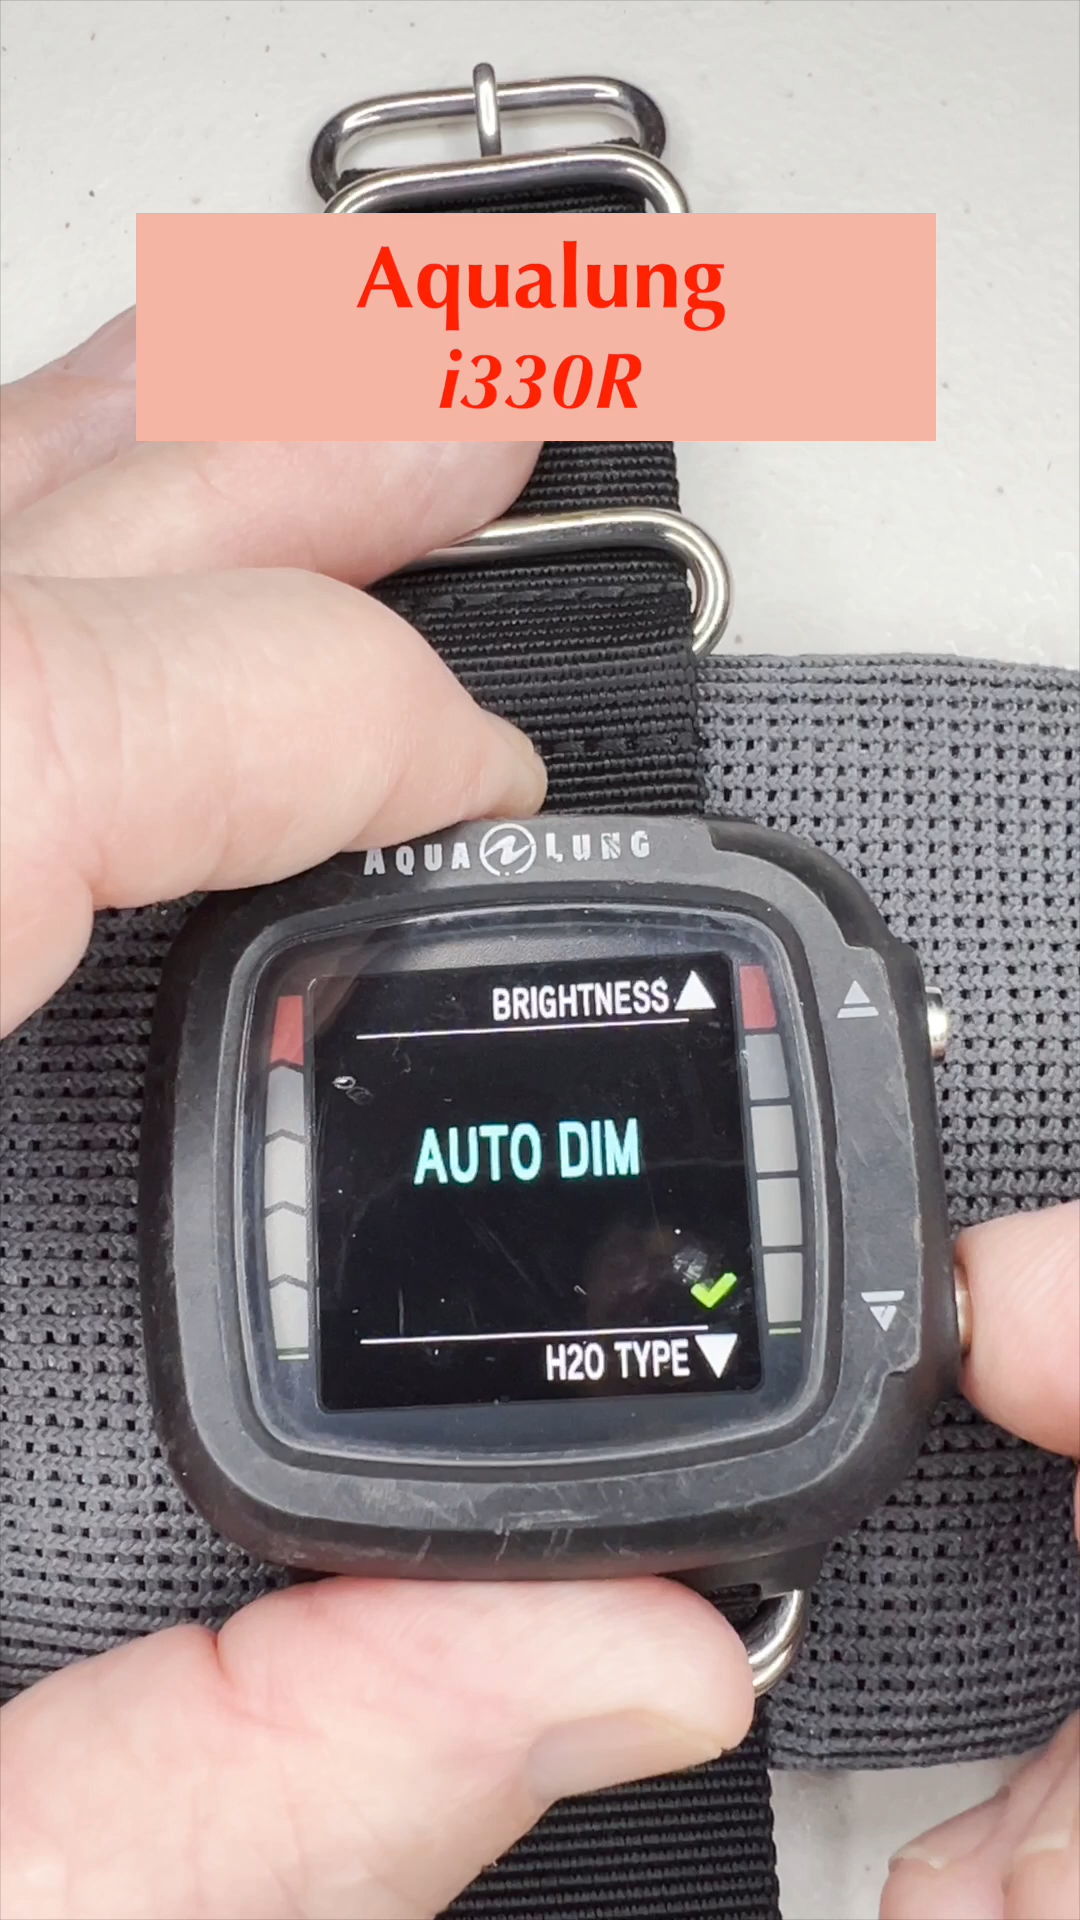 Aqualung
i330R
AQUA LUNG
BRIGHTNESS
AUTO DIM
H2O TYPE